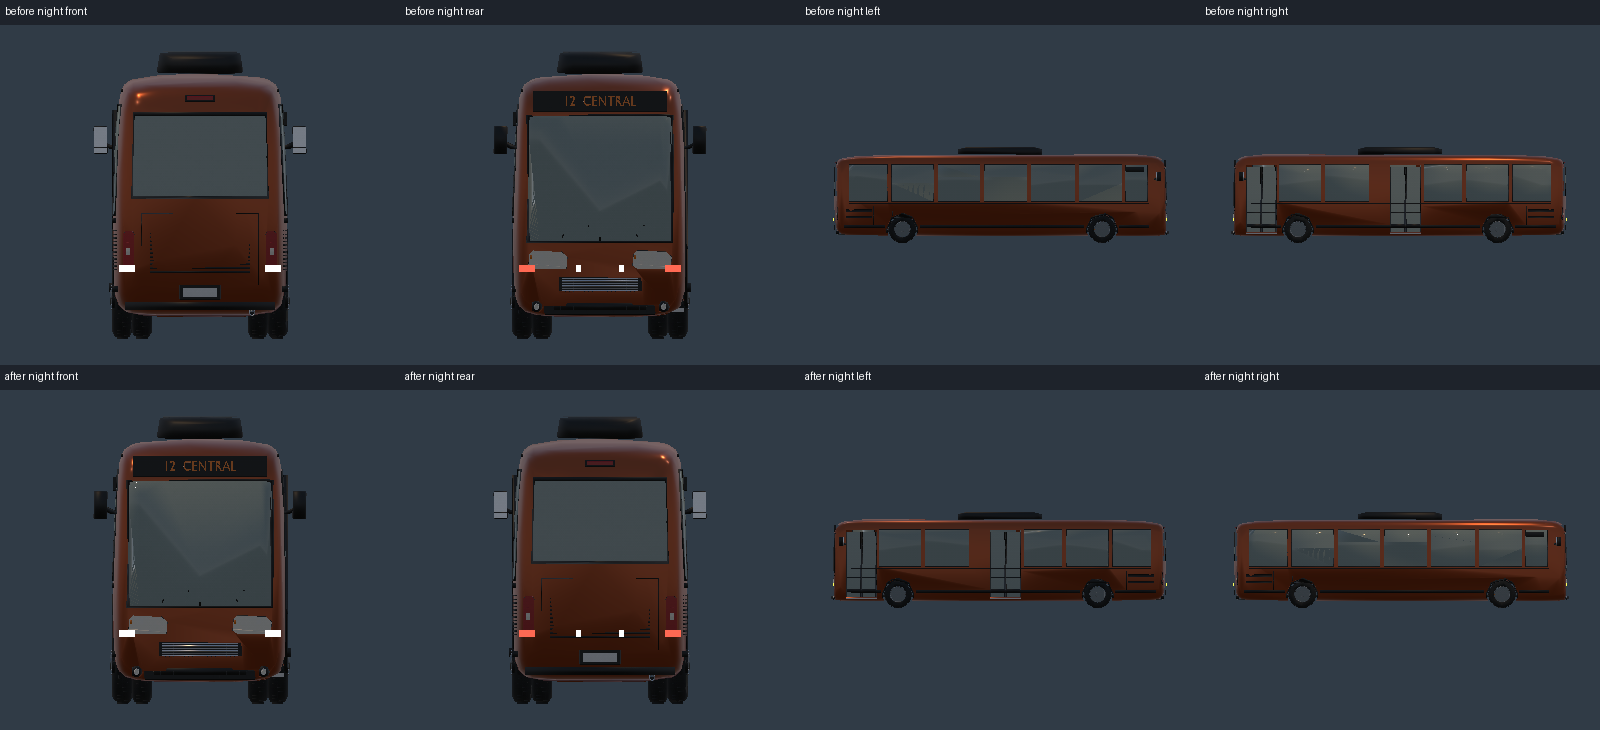 before night front
before night rear
before night left
before night right
12 CENTRAL
after night front
after night rear
after night left
after night right
12 CENTRAL